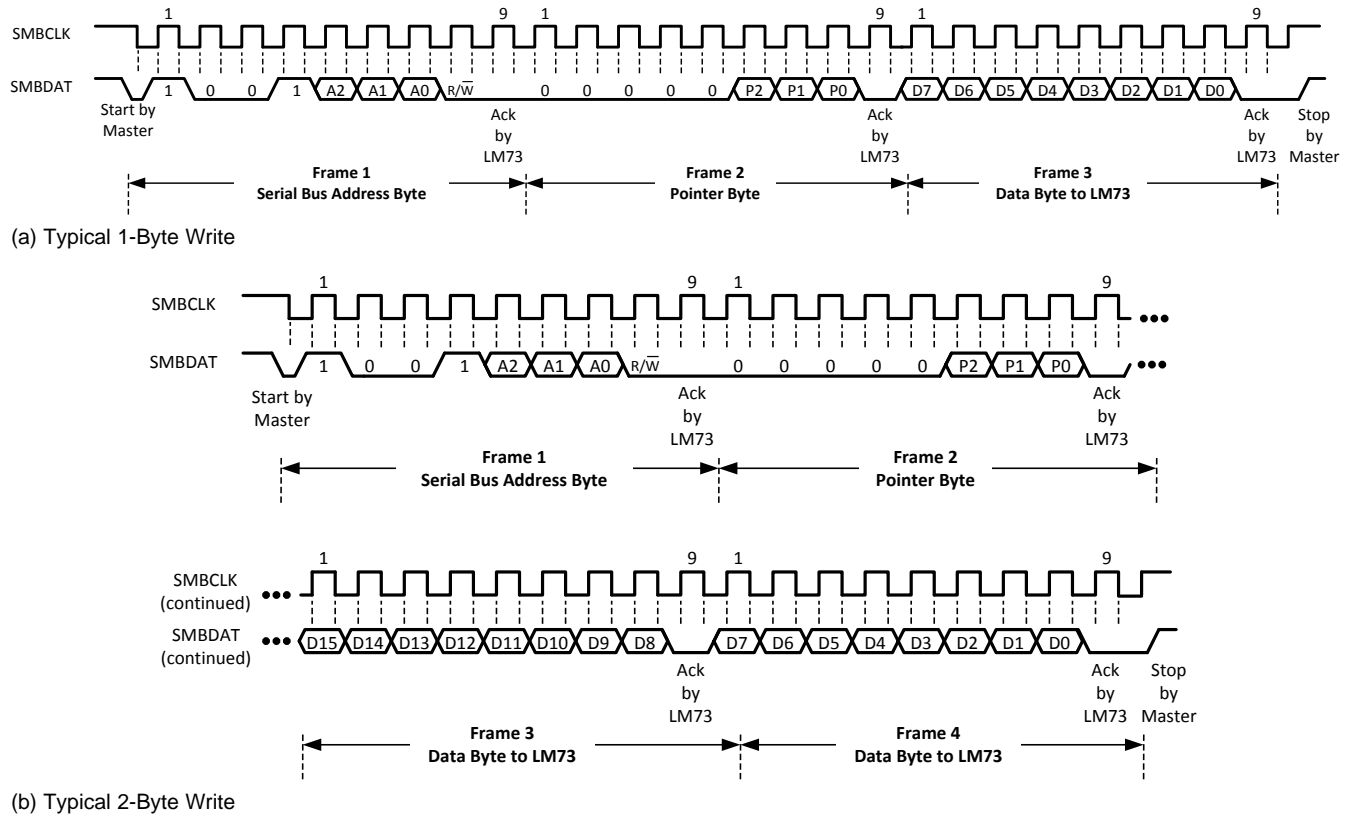 1 9 1 9 1 9
SMBCLK
SMBDAT
1 0 0 1 A2 A1 A0 R/W̅ 0 0 0 0 0 P2 P1 P0 D7 D6 D5 D4 D3 D2 D1 D0
Start by Master
Ack by LM73
Ack by LM73
Ack by LM73
Stop by Master
Frame 1
Serial Bus Address Byte
Frame 2
Pointer Byte
Frame 3
Data Byte to LM73
(a) Typical 1-Byte Write
1 9 1 9
SMBCLK
SMBDAT
1 0 0 1 A2 A1 A0 R/W̅ 0 0 0 0 0 P2 P1 P0
Start by Master
Ack by LM73
Ack by LM73
Frame 1
Serial Bus Address Byte
Frame 2
Pointer Byte
1 9 1 9
SMBCLK
(continued)
SMBDAT
(continued)
D15 D14 D13 D12 D11 D10 D9 D8 D7 D6 D5 D4 D3 D2 D1 D0
Ack by LM73
Ack by LM73
Stop by Master
Frame 3
Data Byte to LM73
Frame 4
Data Byte to LM73
(b) Typical 2-Byte Write